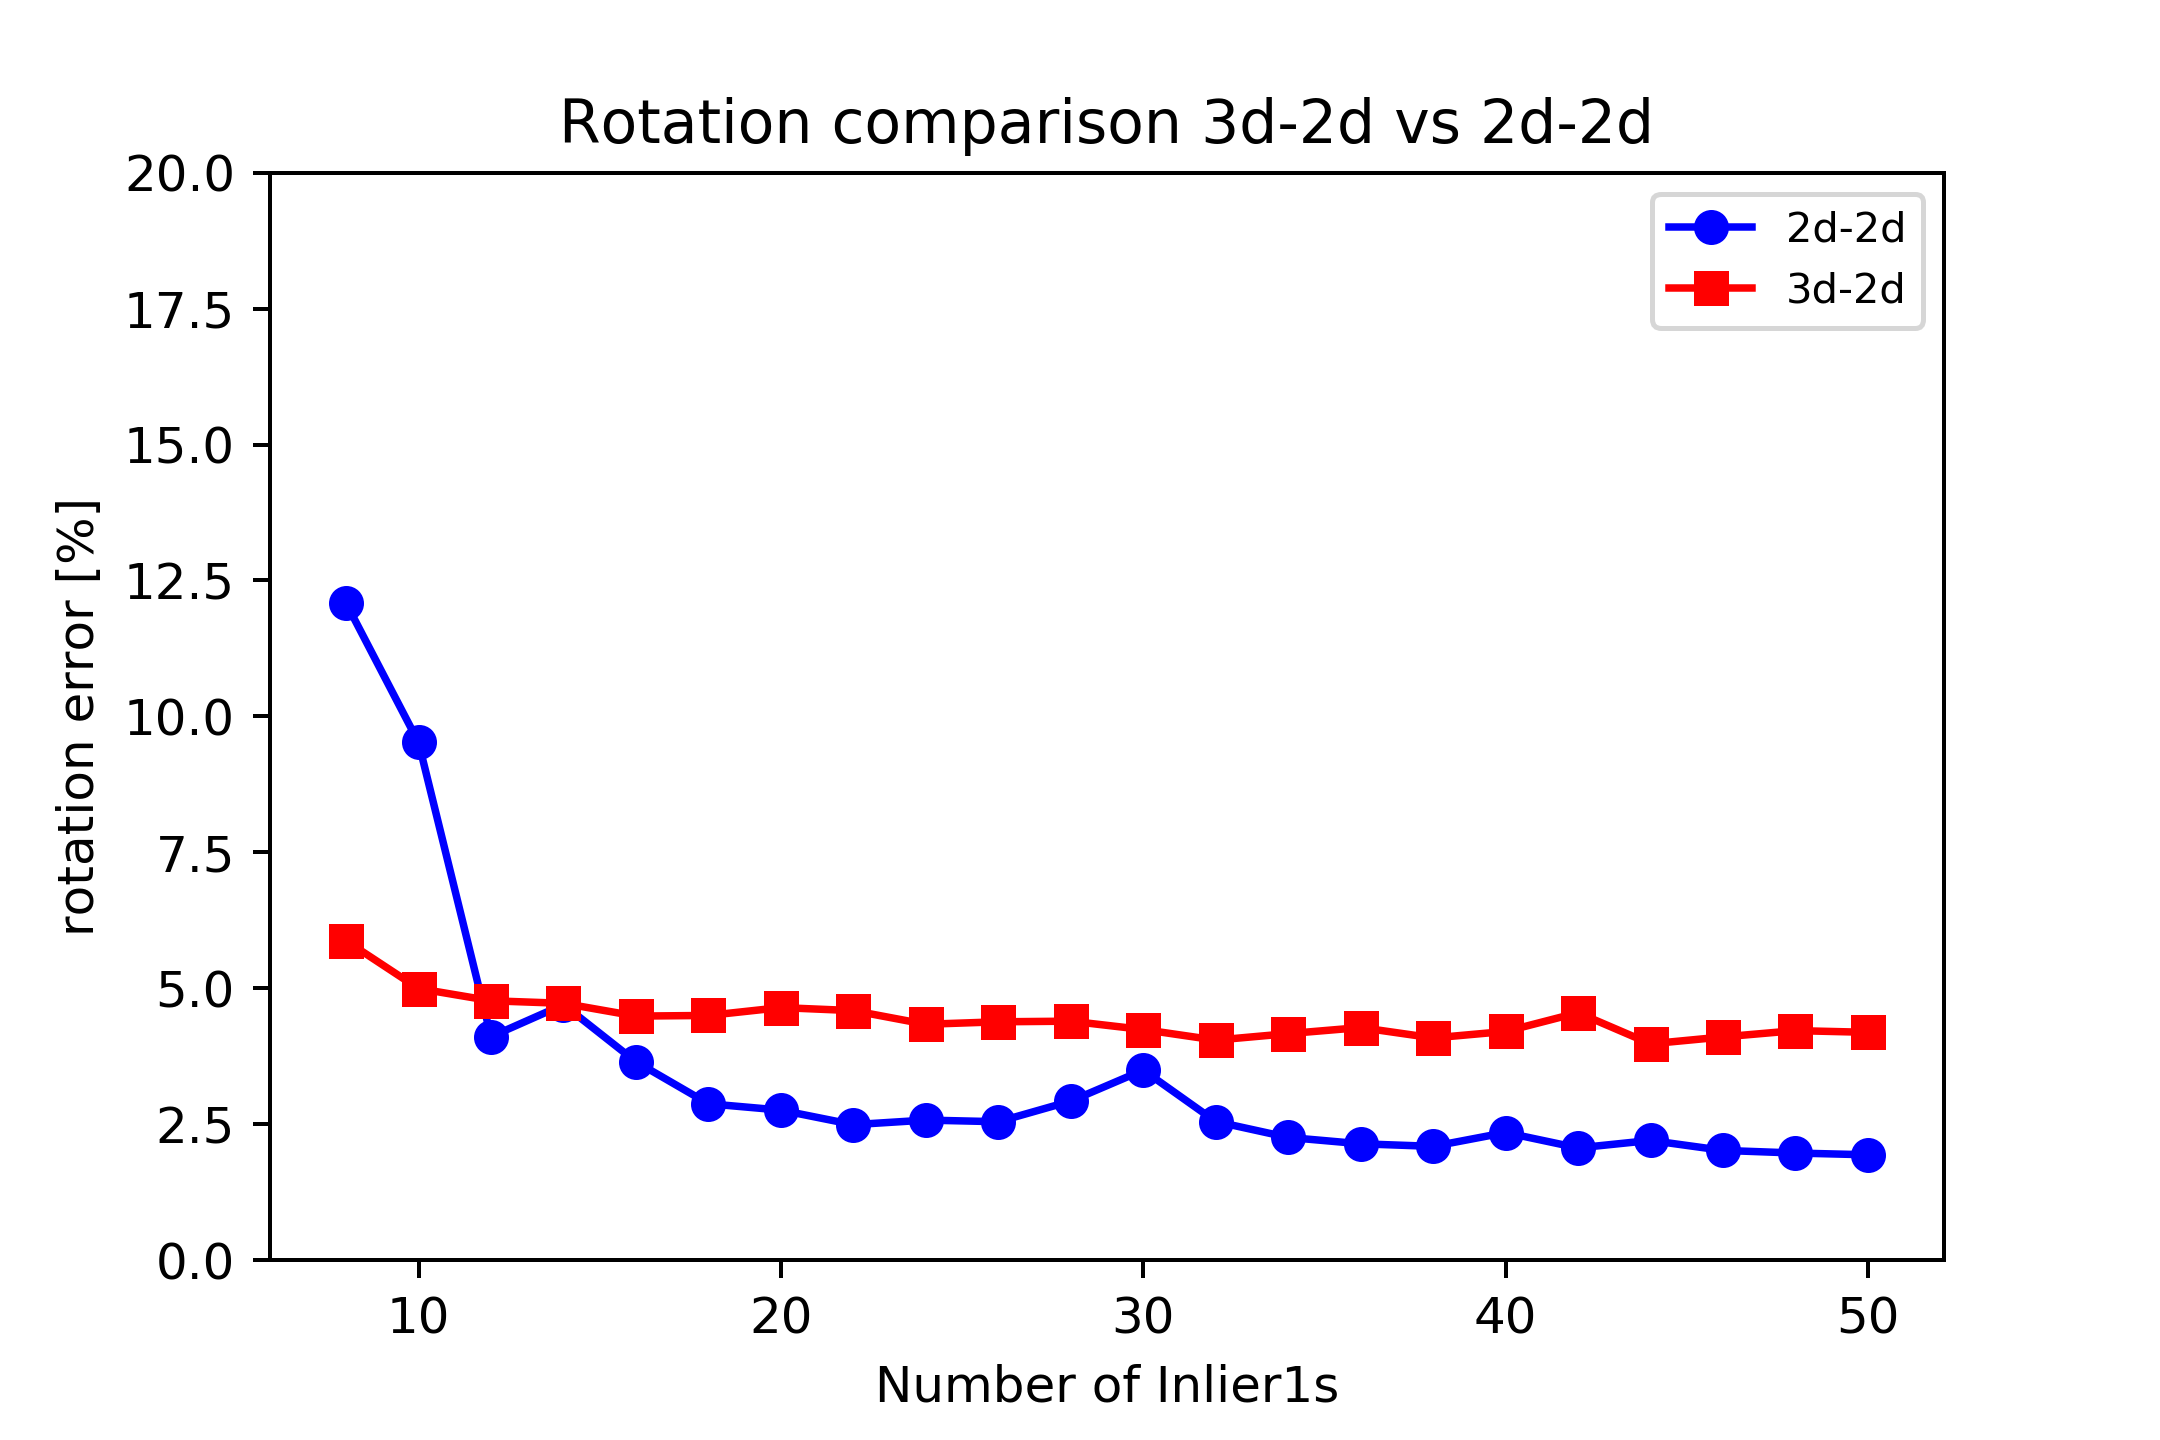 Rotation comparison 3d-2d vs 2d-2d
20.0
17.5
15.0
12.5
10.0
7.5
5.0
2.5
0.0
rotation error [%]
2d-2d
3d-2d
10 20 30 40 50
Number of Inlier1s